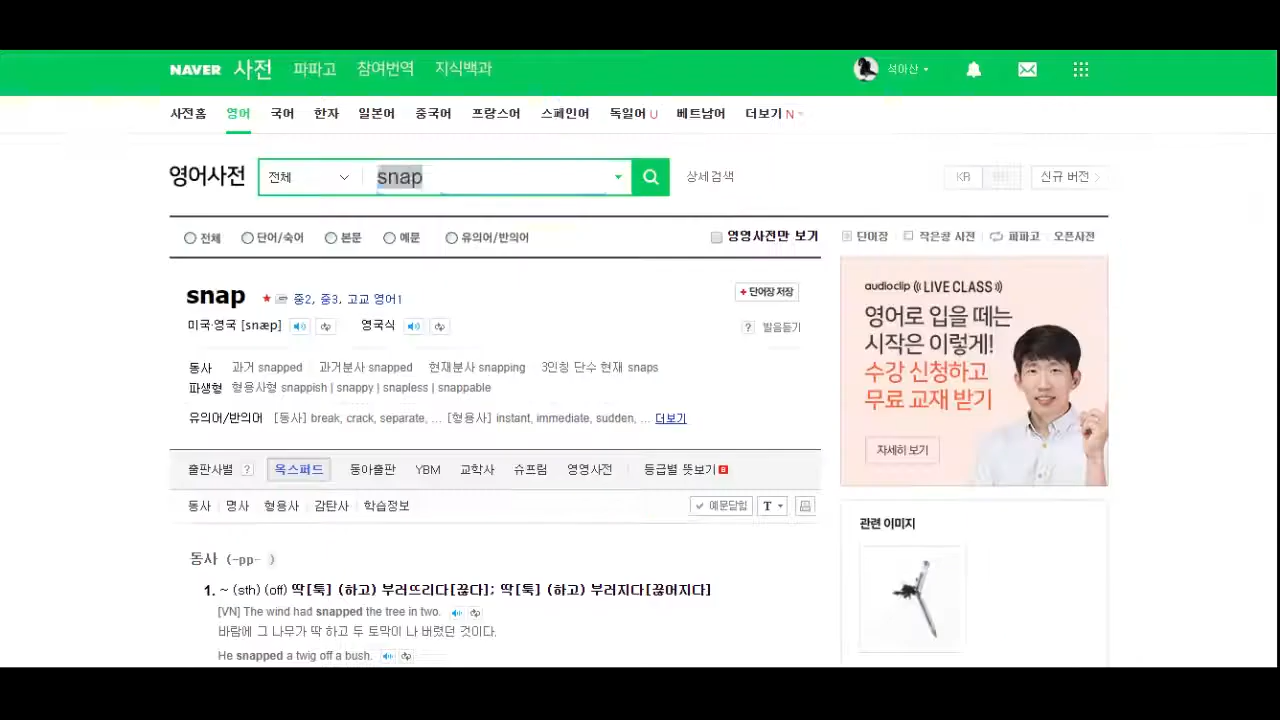 NAVER 사전 파파고 참여번역 지식백과 석아산
사전홈 영어 국어 한자 일본어 중국어 프랑스어 스페인어 독일어 U 베트남어 더보기 N
영어사전 전체 snap 상세검색 KR 신규 버전
전체 단어/숙어 본문 예문 유의어/반의어 영영사전만 보기 단어장 작은창 사전 파파고 오픈사전
snap 중2, 중3, 고교 영어1 + 단어장 저장
미국·영국 [snæp] 영국식 ? 발음듣기
동사 과거 snapped 과거분사 snapped 현재분사 snapping 3인칭 단수 현재 snaps
파생형 형용사형 snappish | snappy | snapless | snappable
유의어/반의어 [동사] break, crack, separate, ... [형용사] instant, immediate, sudden, ... 더보기
출판사별 ? 옥스퍼드 동아출판 YBM 교학사 슈프림 영영사전 등급별 뜻보기
동사 명사 형용사 감탄사 학습정보 예문닫힘 T
동사 (-pp- )
1. ~ (sth) (off) 딱[툭] (하고) 부러뜨리다[끊다]; 딱[툭] (하고) 부러지다[끊어지다]
[VN] The wind had snapped the tree in two.
바람에 그 나무가 딱 하고 두 토막이 나 버렸던 것이다.
He snapped a twig off a bush.
audioclip LIVE CLASS
영어로 입을 떼는
시작은 이렇게!
수강 신청하고
무료 교재 받기
자세히 보기
관련 이미지